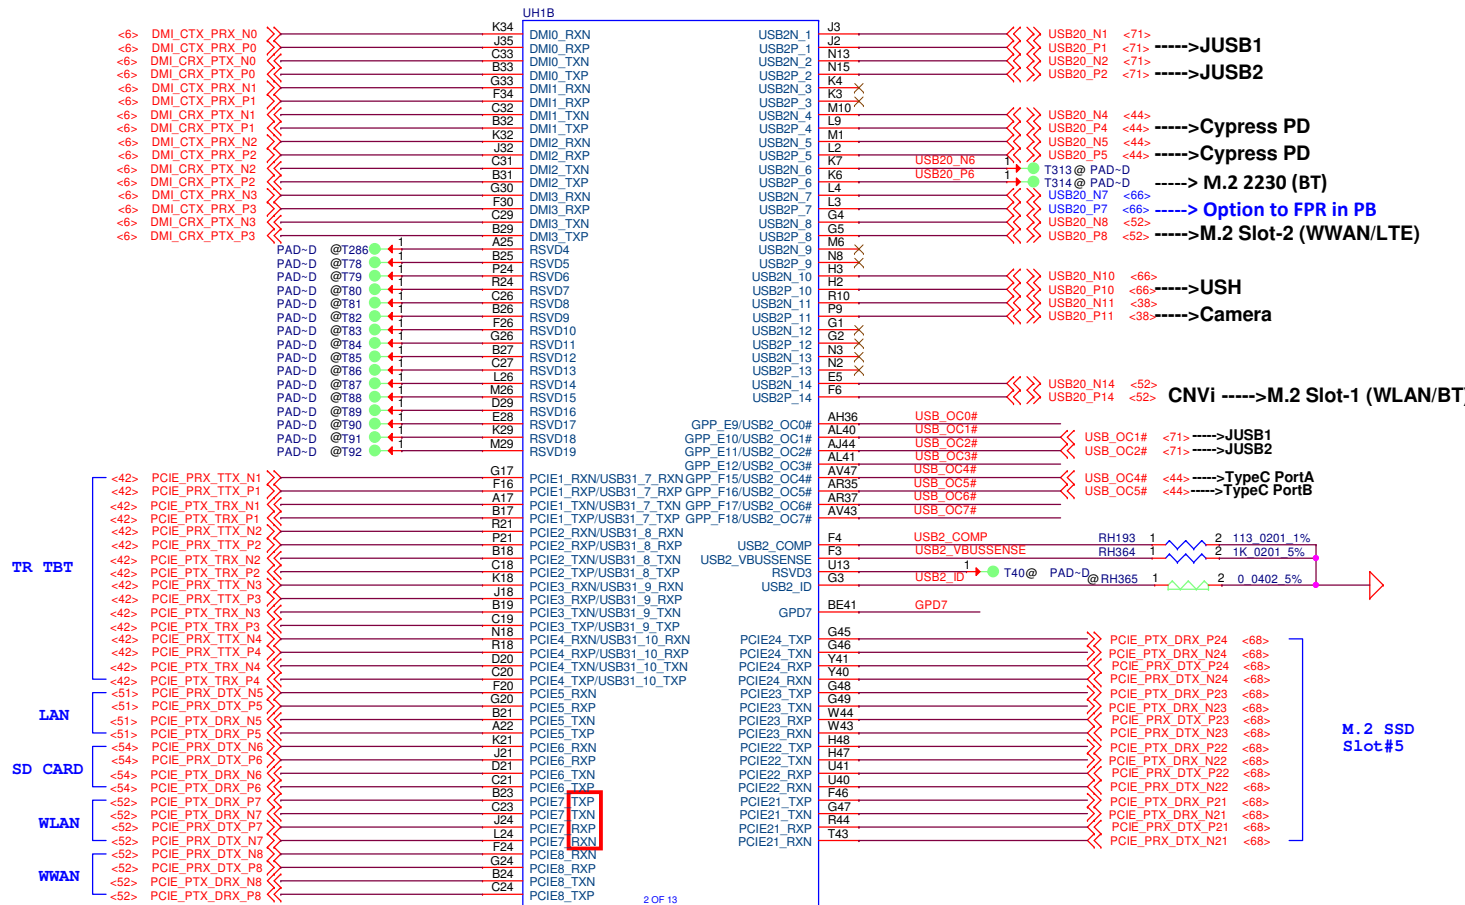 UH1B
<6> DMI_CTX_PRX_N0 K34 DMI0_RXN
<6> DMI_CTX_PRX_P0 J35 DMI0_RXP
<6> DMI_CRX_PTX_N0 C33 DMI0_TXN
<6> DMI_CRX_PTX_P0 B33 DMI0_TXP
<6> DMI_CTX_PRX_N1 G33 DMI1_RXN
<6> DMI_CTX_PRX_P1 F34 DMI1_RXP
<6> DMI_CRX_PTX_N1 C32 DMI1_TXN
<6> DMI_CRX_PTX_P1 B32 DMI1_TXP
<6> DMI_CTX_PRX_N2 K32 DMI2_RXN
<6> DMI_CTX_PRX_P2 J32 DMI2_RXP
<6> DMI_CRX_PTX_N2 C31 DMI2_TXN
<6> DMI_CRX_PTX_P2 B31 DMI2_TXP
<6> DMI_CTX_PRX_N3 G30 DMI3_RXN
<6> DMI_CTX_PRX_P3 F30 DMI3_RXP
<6> DMI_CRX_PTX_N3 C29 DMI3_TXN
<6> DMI_CRX_PTX_P3 B29 DMI3_TXP
PAD~D @T286 1 A25 RSVD4
PAD~D @T78 1 B25 RSVD5
PAD~D @T79 1 P24 RSVD6
PAD~D @T80 1 R24 RSVD7
PAD~D @T81 1 C26 RSVD8
PAD~D @T82 1 B26 RSVD9
PAD~D @T83 1 F26 RSVD10
PAD~D @T84 1 G26 RSVD11
PAD~D @T85 1 B27 RSVD12
PAD~D @T86 1 C27 RSVD13
PAD~D @T87 1 L26 RSVD14
PAD~D @T88 1 M26 RSVD15
PAD~D @T89 1 D29 RSVD16
PAD~D @T90 1 E28 RSVD17
PAD~D @T91 1 K29 RSVD18
PAD~D @T92 1 M29 RSVD19
TR TBT
<42> PCIE_PRX_TTX_N1 G17 PCIE1_RXN/USB31_7_RXN
<42> PCIE_PRX_TTX_P1 F16 PCIE1_RXP/USB31_7_RXP
<42> PCIE_PTX_TRX_N1 A17 PCIE1_TXN/USB31_7_TXN
<42> PCIE_PTX_TRX_P1 B17 PCIE1_TXP/USB31_7_TXP
<42> PCIE_PRX_TTX_N2 R21 PCIE2_RXN/USB31_8_RXN
<42> PCIE_PRX_TTX_P2 P21 PCIE2_RXP/USB31_8_RXP
<42> PCIE_PTX_TRX_N2 B18 PCIE2_TXN/USB31_8_TXN
<42> PCIE_PTX_TRX_P2 C18 PCIE2_TXP/USB31_8_TXP
<42> PCIE_PRX_TTX_N3 K18 PCIE3_RXN/USB31_9_RXN
<42> PCIE_PRX_TTX_P3 J18 PCIE3_RXP/USB31_9_RXP
<42> PCIE_PTX_TRX_N3 B19 PCIE3_TXN/USB31_9_TXN
<42> PCIE_PTX_TRX_P3 C19 PCIE3_TXP/USB31_9_TXP
<42> PCIE_PRX_TTX_N4 N18 PCIE4_RXN/USB31_10_RXN
<42> PCIE_PRX_TTX_P4 R18 PCIE4_RXP/USB31_10_RXP
<42> PCIE_PTX_TRX_N4 D20 PCIE4_TXN/USB31_10_TXN
<42> PCIE_PTX_TRX_P4 C20 PCIE4_TXP/USB31_10_TXP
LAN
<51> PCIE_PRX_DTX_N5 F20 PCIE5_RXN
<51> PCIE_PRX_DTX_P5 G20 PCIE5_RXP
<51> PCIE_PTX_DRX_N5 B21 PCIE5_TXN
<51> PCIE_PTX_DRX_P5 A22 PCIE5_TXP
SD CARD
<54> PCIE_PRX_DTX_N6 K21 PCIE6_RXN
<54> PCIE_PRX_DTX_P6 J21 PCIE6_RXP
<54> PCIE_PTX_DRX_N6 D21 PCIE6_TXN
<54> PCIE_PTX_DRX_P6 C21 PCIE6_TXP
WLAN
<52> PCIE_PTX_DRX_P7 B23 PCIE7_TXP
<52> PCIE_PTX_DRX_N7 C23 PCIE7_TXN
<52> PCIE_PRX_DTX_P7 J24 PCIE7_RXP
<52> PCIE_PRX_DTX_N7 L24 PCIE7_RXN
WWAN
<52> PCIE_PRX_DTX_N8 F24 PCIE8_RXN
<52> PCIE_PRX_DTX_P8 G24 PCIE8_RXP
<52> PCIE_PTX_DRX_N8 B24 PCIE8_TXN
<52> PCIE_PTX_DRX_P8 C24 PCIE8_TXP
2 OF 13
USB2N_1 J3 USB20_N1 <71>
USB2P_1 J2 USB20_P1 <71> ----->JUSB1
USB2N_2 N13 USB20_N2 <71>
USB2P_2 N15 USB20_P2 <71> ----->JUSB2
USB2N_3 K4
USB2P_3 K3
USB2N_4 M10 USB20_N4 <44>
USB2P_4 L9 USB20_P4 <44> ----->Cypress PD
USB2N_5 M1 USB20_N5 <44>
USB2P_5 L2 USB20_P5 <44> ----->Cypress PD
USB2N_6 K7 USB20_N6 1 T313@ PAD~D
USB2P_6 K6 USB20_P6 1 T314@ PAD~D -----> M.2 2230 (BT)
USB2N_7 L4 USB20_N7 <66>
USB2P_7 L3 USB20_P7 <66> -----> Option to FPR in PB
USB2N_8 G4 USB20_N8 <52>
USB2P_8 G5 USB20_P8 <52> ----->M.2 Slot-2 (WWAN/LTE)
USB2N_9 M6
USB2P_9 N8
USB2N_10 H3 USB20_N10 <66>
USB2P_10 H2 USB20_P10 <66> ----->USH
USB2N_11 R10 USB20_N11 <38>
USB2P_11 P9 USB20_P11 <38> ----->Camera
USB2N_12 G1
USB2P_12 G2
USB2N_13 N3
USB2P_13 N2
USB2N_14 E5 USB20_N14 <52>
USB2P_14 F6 USB20_P14 <52> CNVi ----->M.2 Slot-1 (WLAN/BT)
GPP_E9/USB2_OC0# AH36 USB_OC0#
GPP_E10/USB2_OC1# AL40 USB_OC1# USB_OC1# <71> ----->JUSB1
GPP_E11/USB2_OC2# AJ44 USB_OC2# USB_OC2# <71> ----->JUSB2
GPP_E12/USB2_OC3# AL41 USB_OC3#
GPP_F15/USB2_OC4# AV47 USB_OC4# USB_OC4# <44> ----->TypeC PortA
GPP_F16/USB2_OC5# AR35 USB_OC5# USB_OC5# <44> ----->TypeC PortB
GPP_F17/USB2_OC6# AR37 USB_OC6#
GPP_F18/USB2_OC7# AV43 USB_OC7#
USB2_COMP F4 USB2_COMP RH193 1 2 113_0201_1%
USB2_VBUSSENSE F3 USB2_VBUSSENSE RH364 1 2 1K_0201_5%
RSVD3 U13 1 T40@ PAD~D
USB2_ID G3 USB2_ID @RH365 1 2 0_0402_5%
GPD7 BE41 GPD7
PCIE24_TXP G45 PCIE_PTX_DRX_P24 <68>
PCIE24_TXN G46 PCIE_PTX_DRX_N24 <68>
PCIE24_RXP Y41 PCIE_PRX_DTX_P24 <68>
PCIE24_RXN Y40 PCIE_PRX_DTX_N24 <68>
PCIE23_TXP G48 PCIE_PTX_DRX_P23 <68>
PCIE23_TXN G49 PCIE_PTX_DRX_N23 <68>
PCIE23_RXP W44 PCIE_PRX_DTX_P23 <68>
PCIE23_RXN W43 PCIE_PRX_DTX_N23 <68>
PCIE22_TXP H48 PCIE_PTX_DRX_P22 <68>
PCIE22_TXN H47 PCIE_PTX_DRX_N22 <68>
PCIE22_RXP U41 PCIE_PRX_DTX_P22 <68>
PCIE22_RXN U40 PCIE_PRX_DTX_N22 <68>
PCIE21_TXP F46 PCIE_PTX_DRX_P21 <68>
PCIE21_TXN G47 PCIE_PTX_DRX_N21 <68>
PCIE21_RXP R44 PCIE_PRX_DTX_P21 <68>
PCIE21_RXN T43 PCIE_PRX_DTX_N21 <68>
M.2 SSD
Slot#5